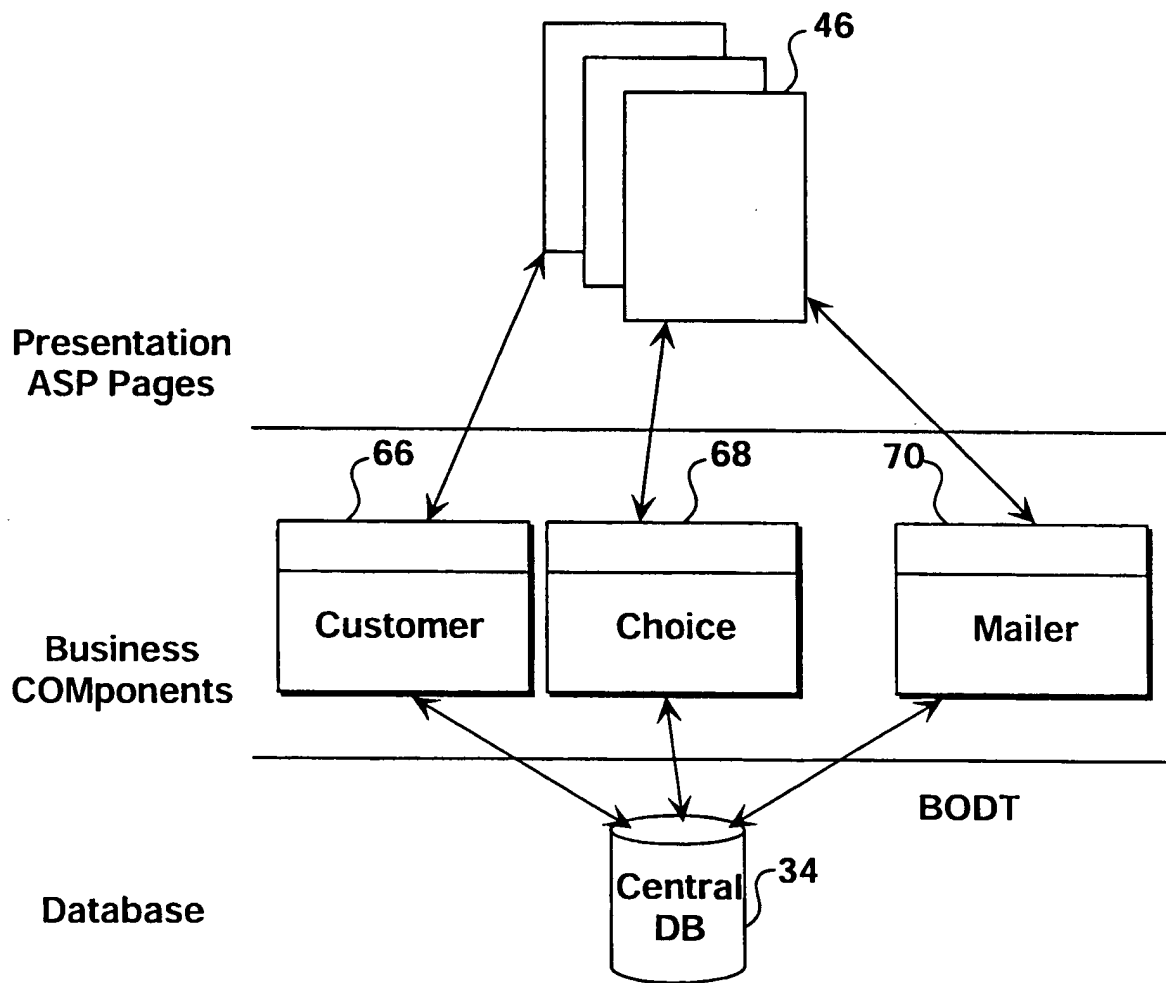 46
Presentation
ASP Pages
66
68
70
Customer
Choice
Mailer
Business
COMponents
BODT
Central
DB
34
Database